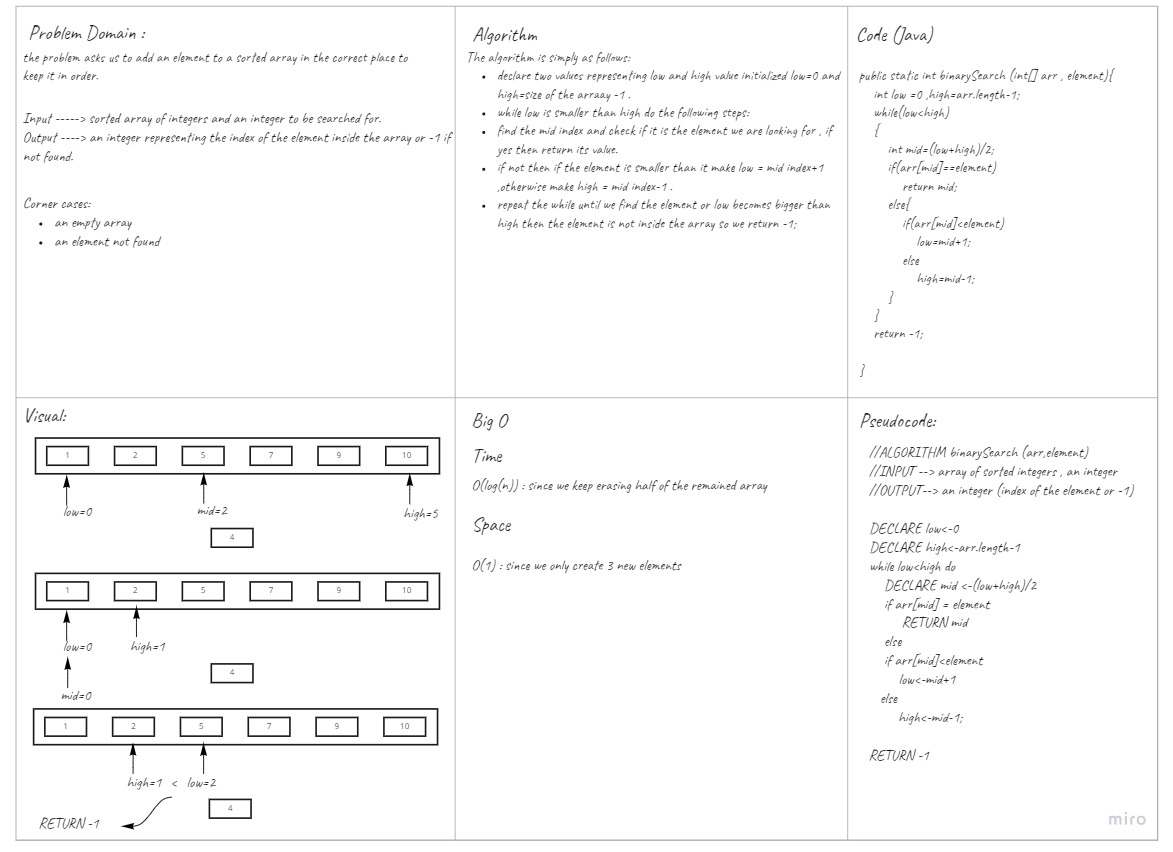 Problem Domain :
the problem asks us to add an element to a sorted array in the correct place to
keep it in order.
Input -----> sorted array of integers and an integer to be searched for.
Output ----> an integer representing the index of the element inside the array or -1 if
not found.
Corner cases:
• an empty array
• an element not found
Algorithm
The algorithm is simply as follows:
• declare two values representing low and high value initialized low=0 and
high=size of the arraay -1 .
• while low is smaller than high do the following steps:
• find the mid index and check if it is the element we are looking for , if
yes then return its value.
• if not then if the element is smaller than it make low = mid index+1
,otherwise make high = mid index-1 .
• repeat the while until we find the element or low becomes bigger than
high then the element is not inside the array so we return -1;
Code (Java)
public static int binarySearch (int[] arr , element){
int low =0 ,high=arr.length-1;
while(low<high)
{
int mid=(low+high)/2;
if(arr[mid]==element)
return mid;
else{
if(arr[mid]<element)
low=mid+1;
else
high=mid-1;
}
}
return -1;
}
Visual:
1 2 5 7 9 10
low=0 mid=2 high=5
4
1 2 5 7 9 10
low=0 high=1
4
mid=0
1 2 5 7 9 10
high=1 < low=2
4
RETURN -1
Big O
Time
O(log(n)) : since we keep erasing half of the remained array
Space
O(1) : since we only create 3 new elements
Pseudocode:
//ALGORITHM binarySearch (arr,element)
//INPUT --> array of sorted integers , an integer
//OUTPUT--> an integer (index of the element or -1)
DECLARE low<-0
DECLARE high<-arr.length-1
while low<high do
DECLARE mid <-(low+high)/2
if arr[mid] = element
RETURN mid
else
if arr[mid]<element
low<-mid+1
else
high<-mid-1;
RETURN -1
miro